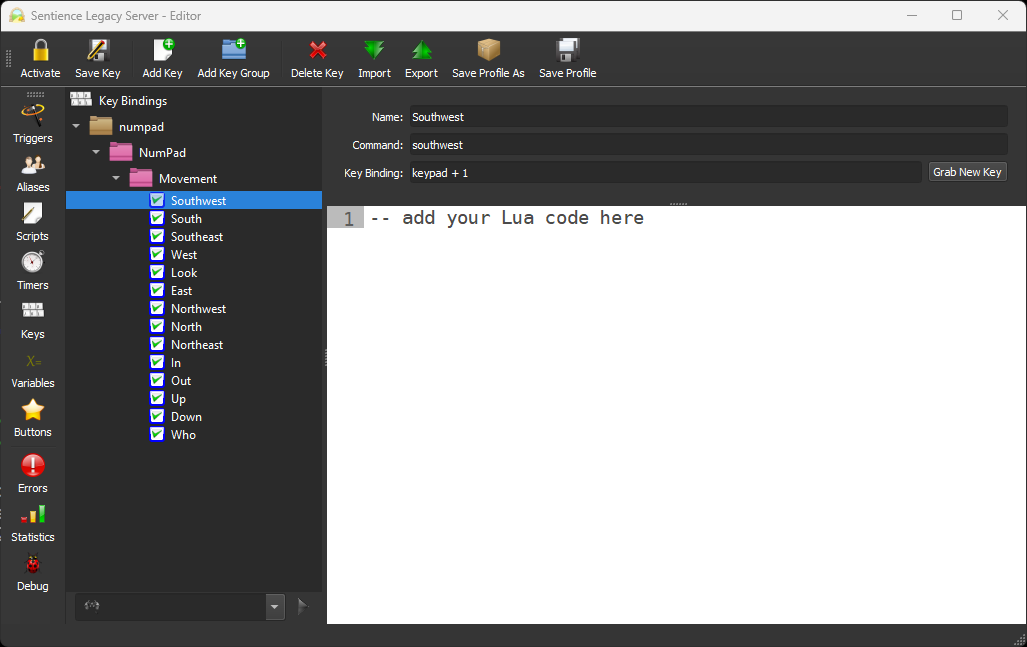 Sentience Legacy Server - Editor
Activate
Save Key
Add Key
Add Key Group
Delete Key
Import
Export
Save Profile As
Save Profile
Triggers
Aliases
Scripts
Timers
Keys
X=
Variables
Buttons
Errors
Statistics
Debug
Key Bindings
numpad
NumPad
Movement
Southwest
South
Southeast
West
Look
East
Northwest
North
Northeast
In
Out
Up
Down
Who
Name: Southwest
Command: southwest
Key Binding: keypad + 1 Grab New Key
1 -- add your Lua code here